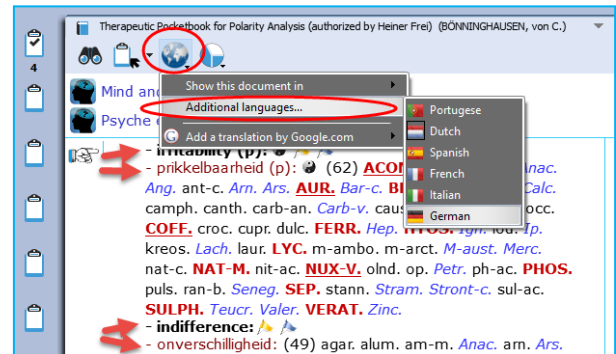 Therapeutic Pocketbook for Polarity Analysis (authorized by Heiner Frei) (BÖNNINGHAUSEN, von C.)
4
Show this document in
Mind and
Additional languages...
Portugese
Psyche
Add a translation by Google.com
Dutch
- irritability (p):
Spanish
- prikkelbaarheid (p): (62) ACON Anac.
French
Ang. ant-c. Arn. Ars. AUR. Bar-c. Calc.
Italian
camph. canth. carb-an. Carb-v. caus occ.
German
COFF. croc. cupr. dulc. FERR. Hep. HYOS. Ign. iod. Ip.
kreos. Lach. laur. LYC. m-ambo. m-arct. M-aust. Merc.
nat-c. NAT-M. nit-ac. NUX-V. olnd. op. Petr. ph-ac. PHOS.
puls. ran-b. Seneg. SEP. stann. Stram. Stront-c. sul-ac.
SULPH. Teucr. Valer. VERAT. Zinc.
- indifference:
- onverschilligheid: (49) agar. alum. am-m. Anac. arn. Ars.